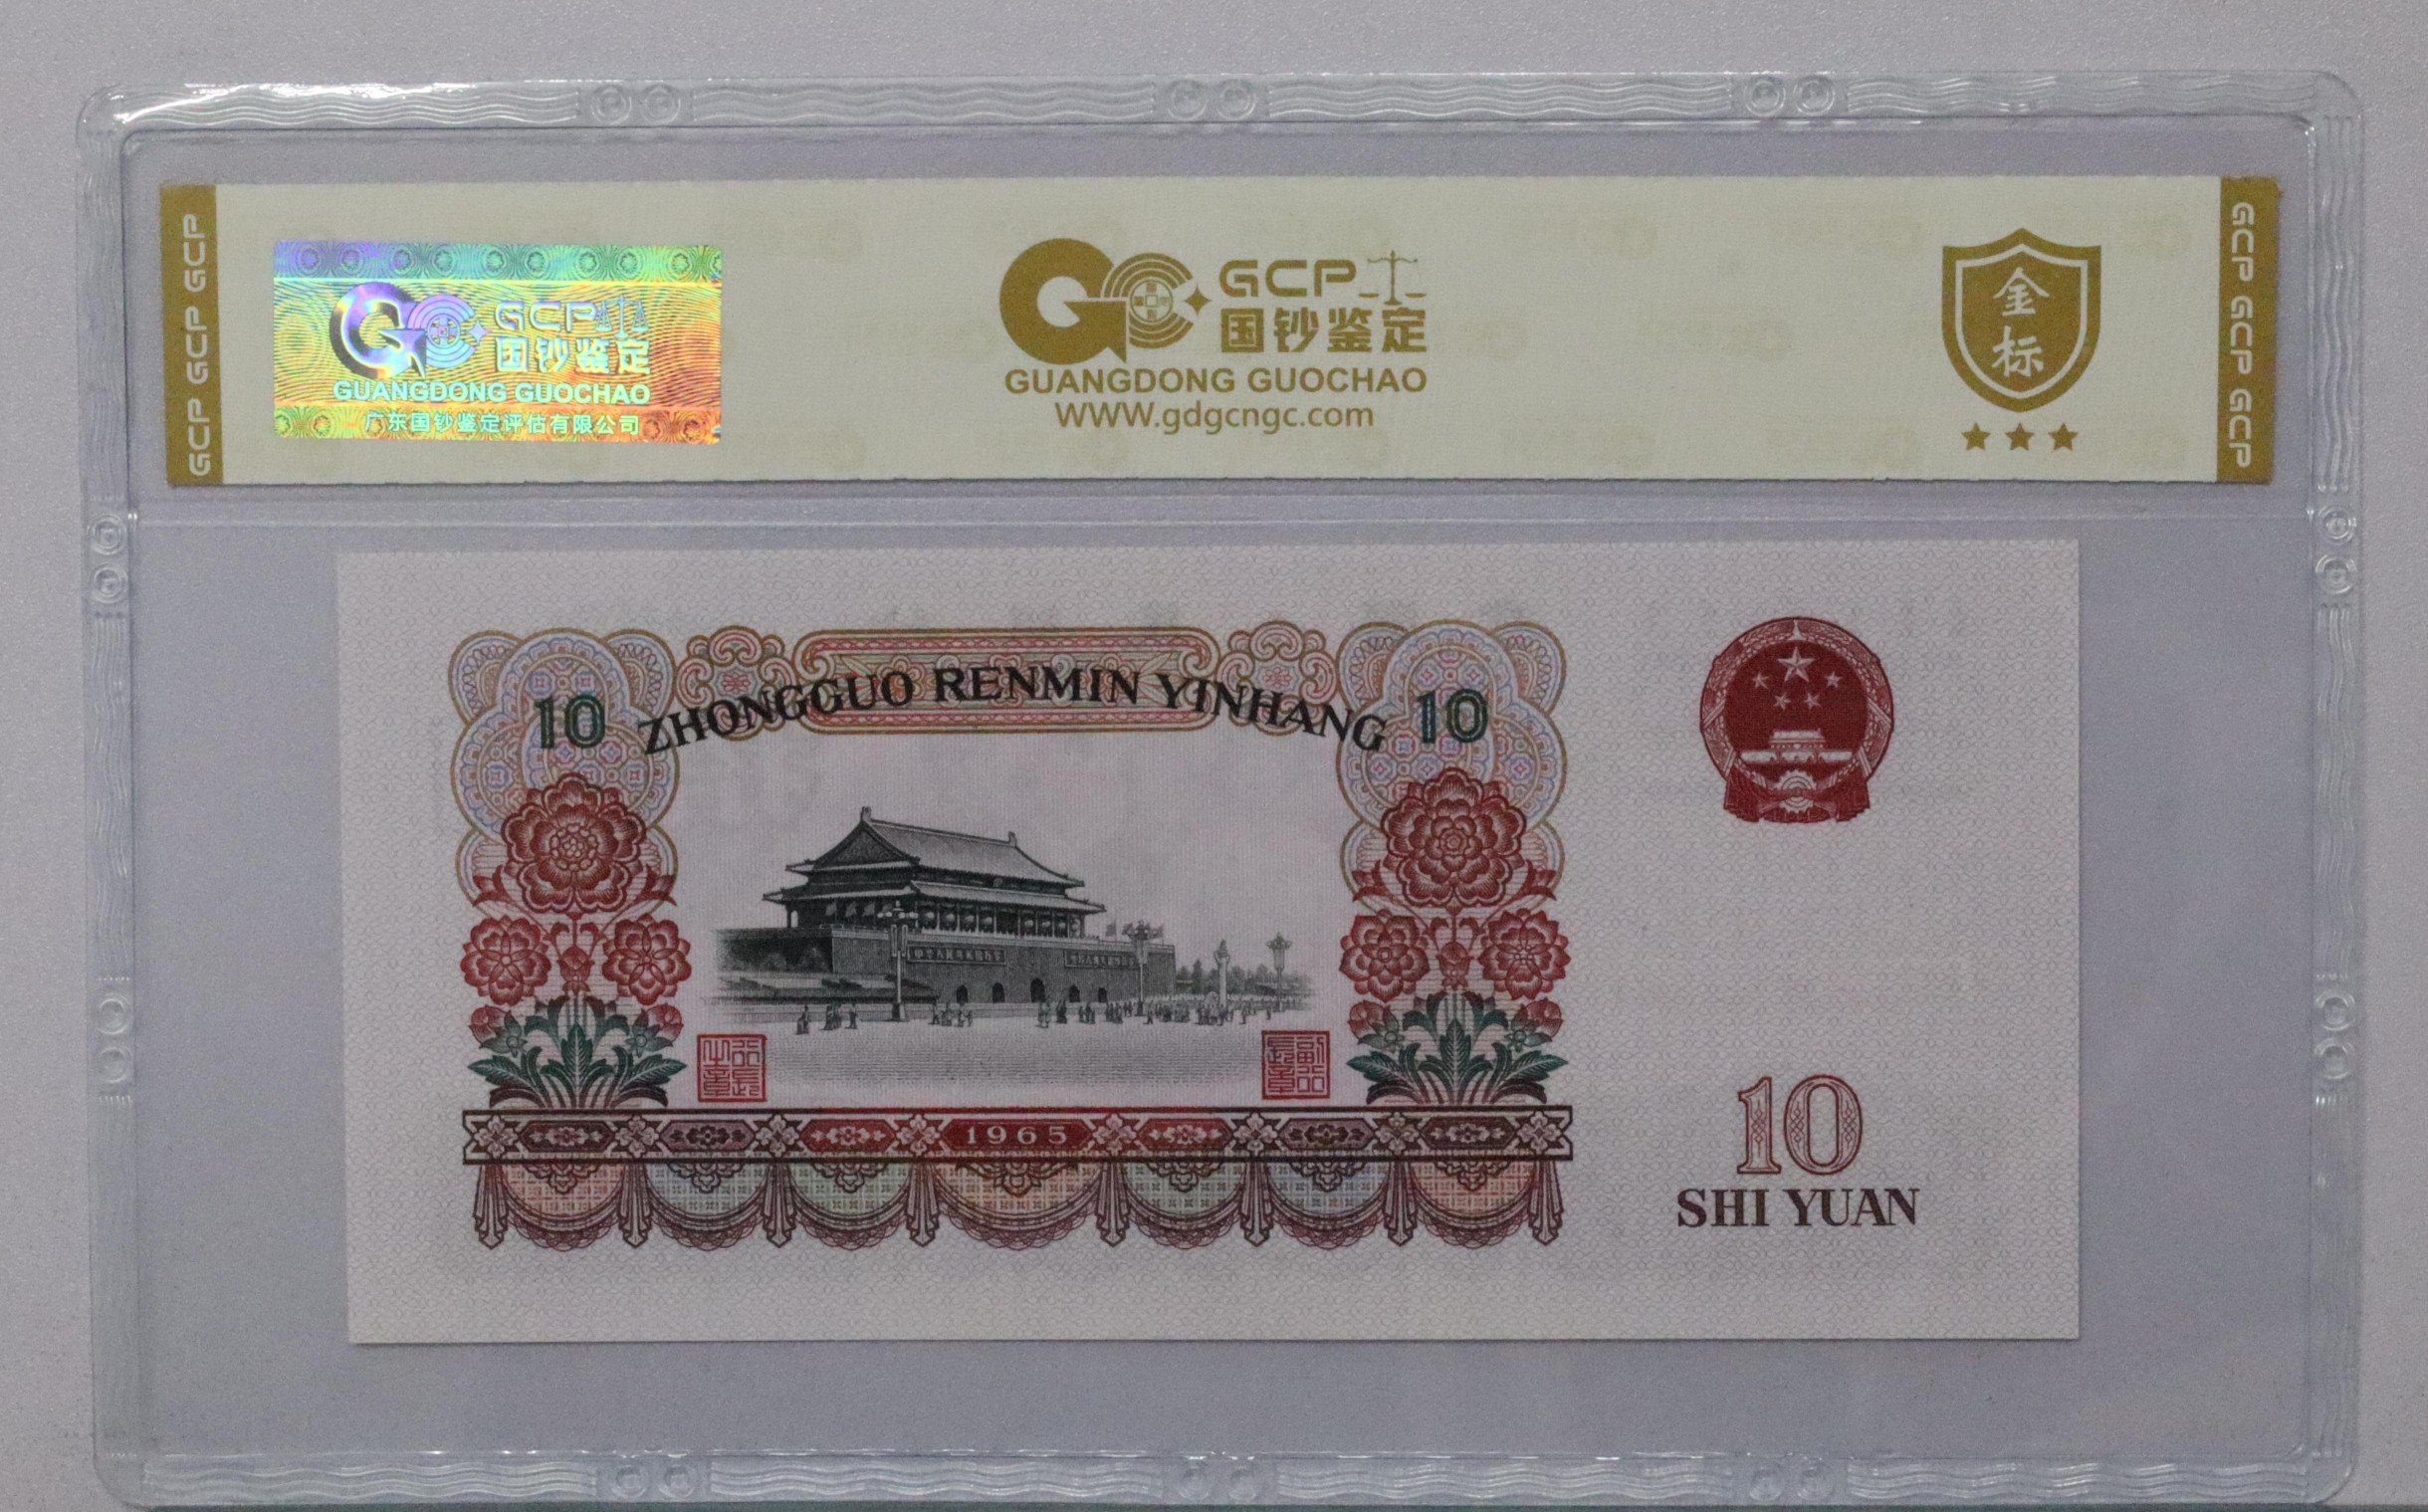 GCP GCP GCP
GCP
国钞鉴定
GUANGDONG GUOCHAO
广东国钞鉴定评估有限公司
GCP
国钞鉴定
GUANGDONG GUOCHAO
WWW.gdgcngc.com
金
标
GCP GCP GCP
ZHONGGUO RENMIN YINHANG
10
10
1965
10
SHI YUAN